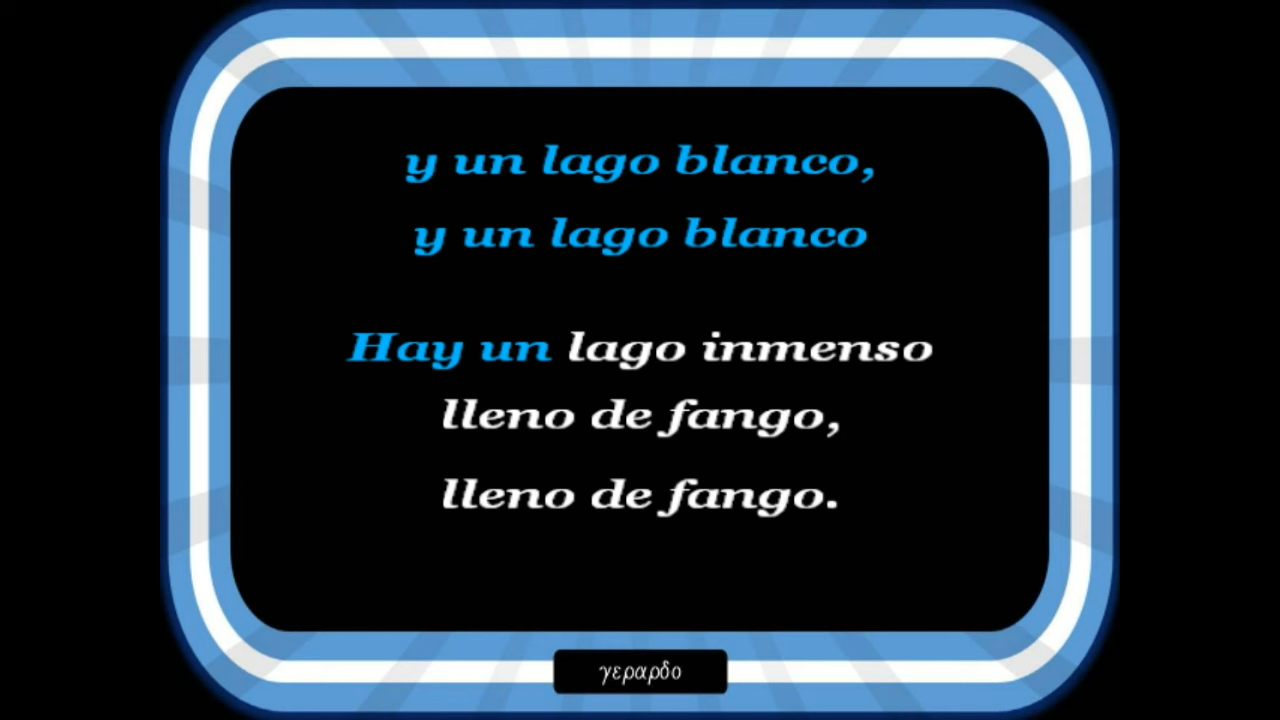 y un lago blanco,
y un lago blanco
Hay un lago inmenso
lleno de fango,
lleno de fango.
γεραρδο